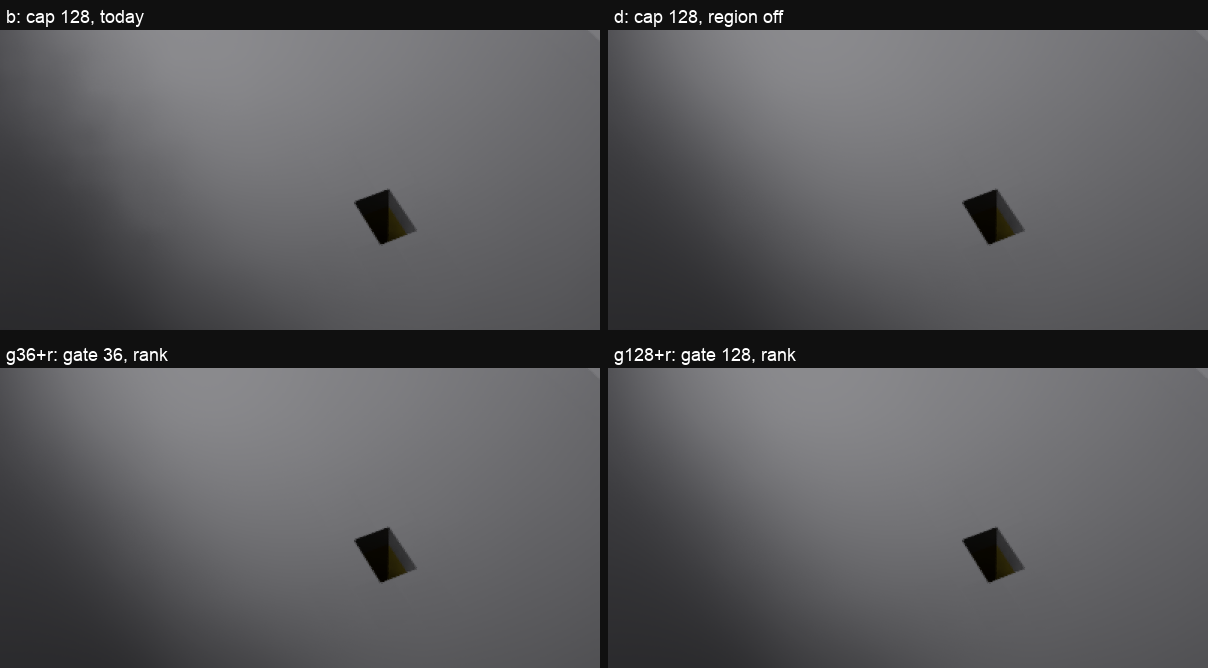 b: cap 128, today
d: cap 128, region off
g36+r: gate 36, rank
g128+r: gate 128, rank